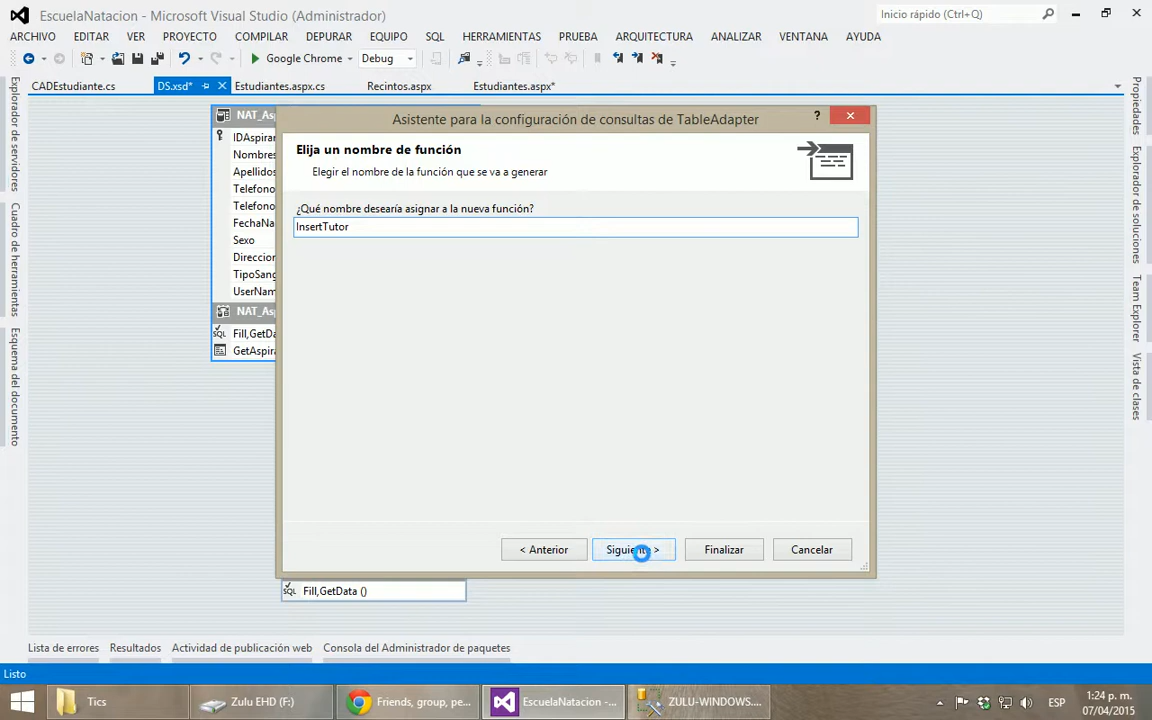 EscuelaNatacion - Microsoft Visual Studio (Administrador)
Inicio rápido (Ctrl+Q)
ARCHIVO EDITAR VER PROYECTO COMPILAR DEPURAR EQUIPO SQL HERRAMIENTAS PRUEBA ARQUITECTURA ANALIZAR VENTANA AYUDA
Google Chrome Debug
CADEstudiante.cs DS.xsd* Estudiantes.aspx.cs Recintos.aspx Estudiantes.aspx*
Explorador de servidores
Cuadro de herramientas
Esquema del documento
NAT_As
IDAspirar
Nombres
Apellidos
Telefono
Telefono
FechaNa
Sexo
Direccion
TipoSang
UserNam
NAT_As
Fill,GetDa
GetAspira
Asistente para la configuración de consultas de TableAdapter
?
Elija un nombre de función
Elegir el nombre de la función que se va a generar
¿Qué nombre desearía asignar a la nueva función?
InsertTutor
< Anterior Siguiente > Finalizar Cancelar
Fill,GetData ()
Propiedades
Explorador de soluciones
Team Explorer
Vista de clases
Lista de errores Resultados Actividad de publicación web Consola del Administrador de paquetes
Listo
Tics Zulu EHD (F:) Friends, group, pe... EscuelaNatacion -... ZULU-WINDOWS.... ESP
1:24 p. m.
07/04/2015